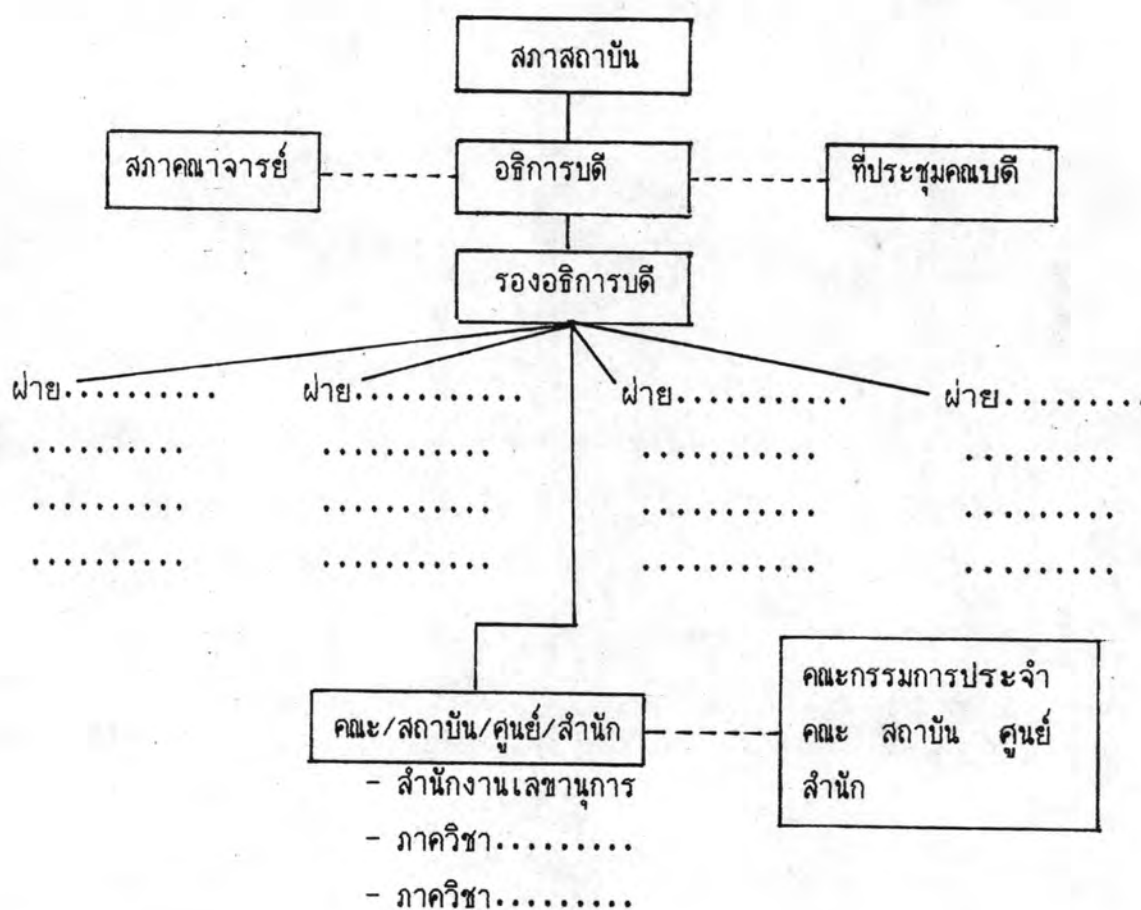 สภาสถาบัน
สภาคณาจารย์
อธิการบดี
ที่ประชุมคณบดี
รองอธิการบดี
ฝ่าย..........
..........
..........
..........
ฝ่าย...........
...........
...........
...........
ฝ่าย...........
...........
...........
...........
ฝ่าย.........
.........
.........
.........
คณะ/สถาบัน/ศูนย์/สำนัก
- สำนักงานเลขานุการ
- ภาควิชา.........
- ภาควิชา.........
คณะกรรมการประจำ
คณะ สถาบัน ศูนย์
สำนัก